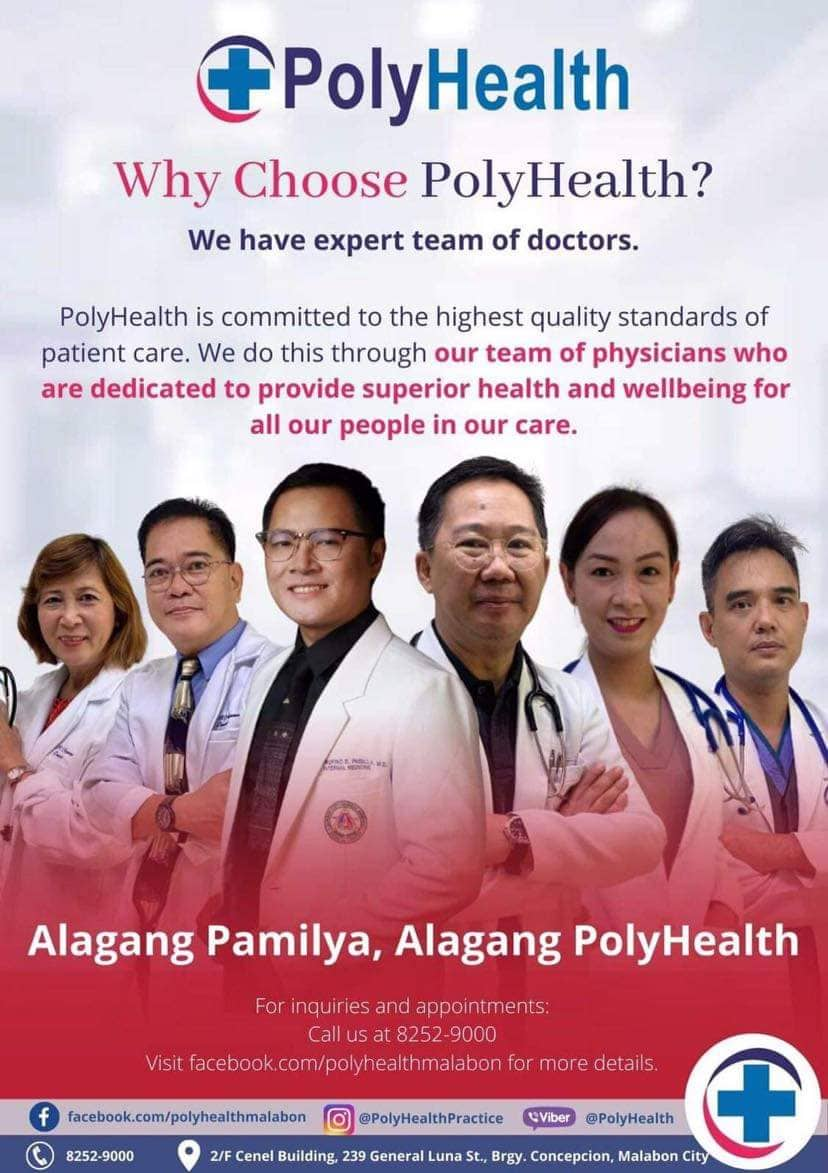 PolyHealth
Why Choose PolyHealth?
We have expert team of doctors.
PolyHealth is committed to the highest quality standards of
patient care. We do this through our team of physicians who
are dedicated to provide superior health and wellbeing for
all our people in our care.
INTERNAL MEDICINE
Alagang Pamilya, Alagang PolyHealth
For inquiries and appointments:
Call us at 8252-9000
Visit facebook.com/polyhealthmalabon for more details.
facebook.com/polyhealthmalabon @PolyHealthPractice Viber @PolyHealth
8252-9000 2/F Cenel Building, 239 General Luna St., Brgy. Concepcion, Malabon City